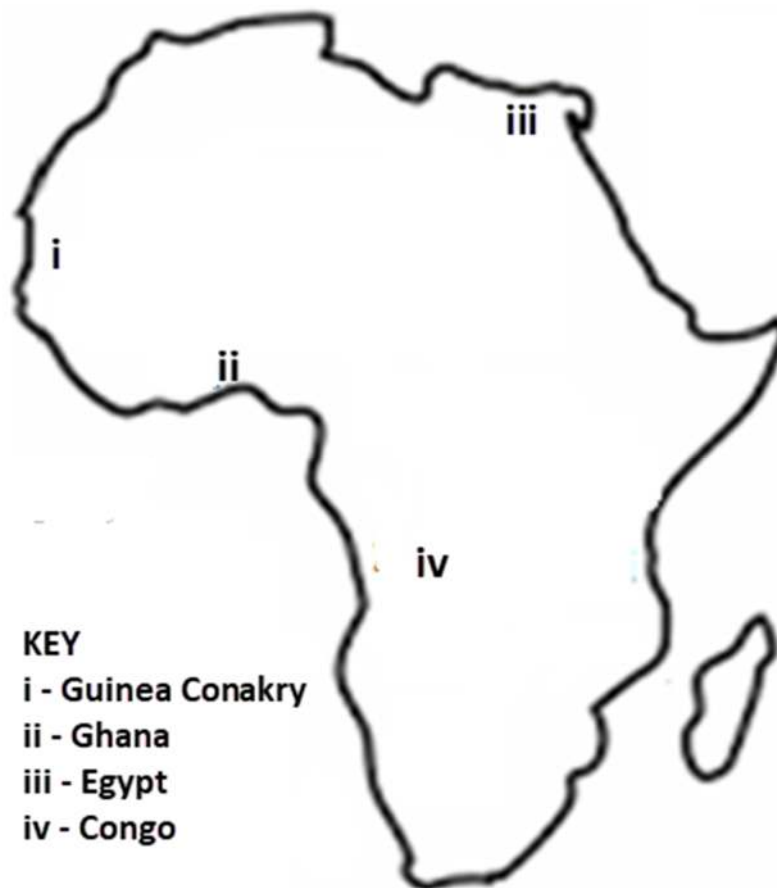 iii
i
ii
iv
KEY
i - Guinea Conakry
ii - Ghana
iii - Egypt
iv - Congo